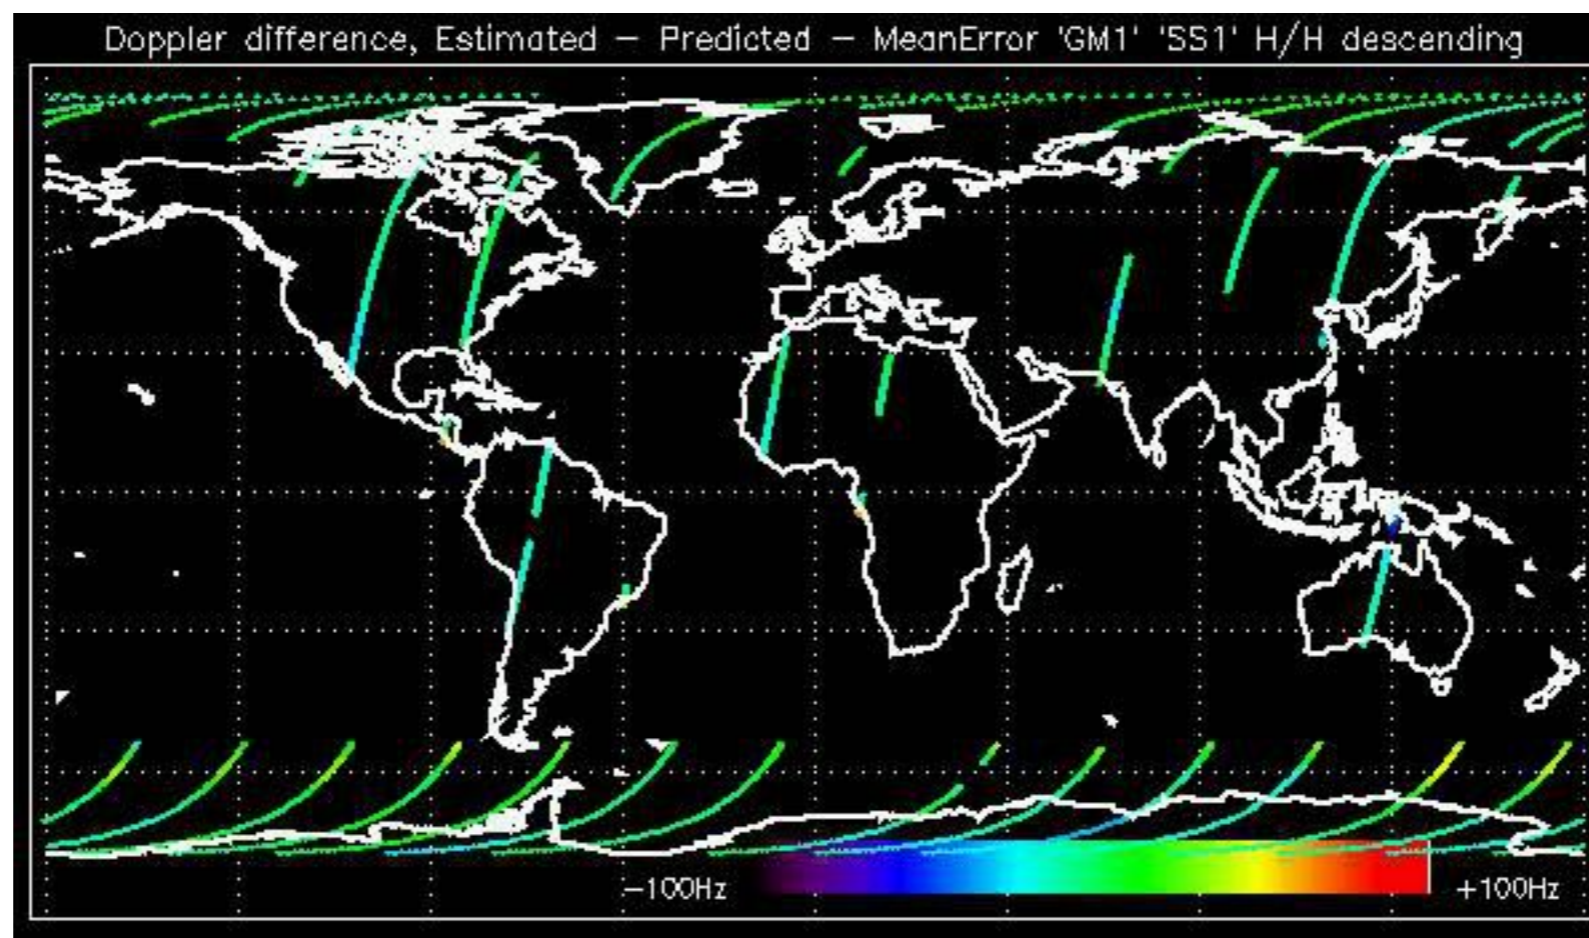 Doppler difference, Estimated – Predicted – MeanError 'GM1' 'SS1' H/H descending
–100Hz
+100Hz